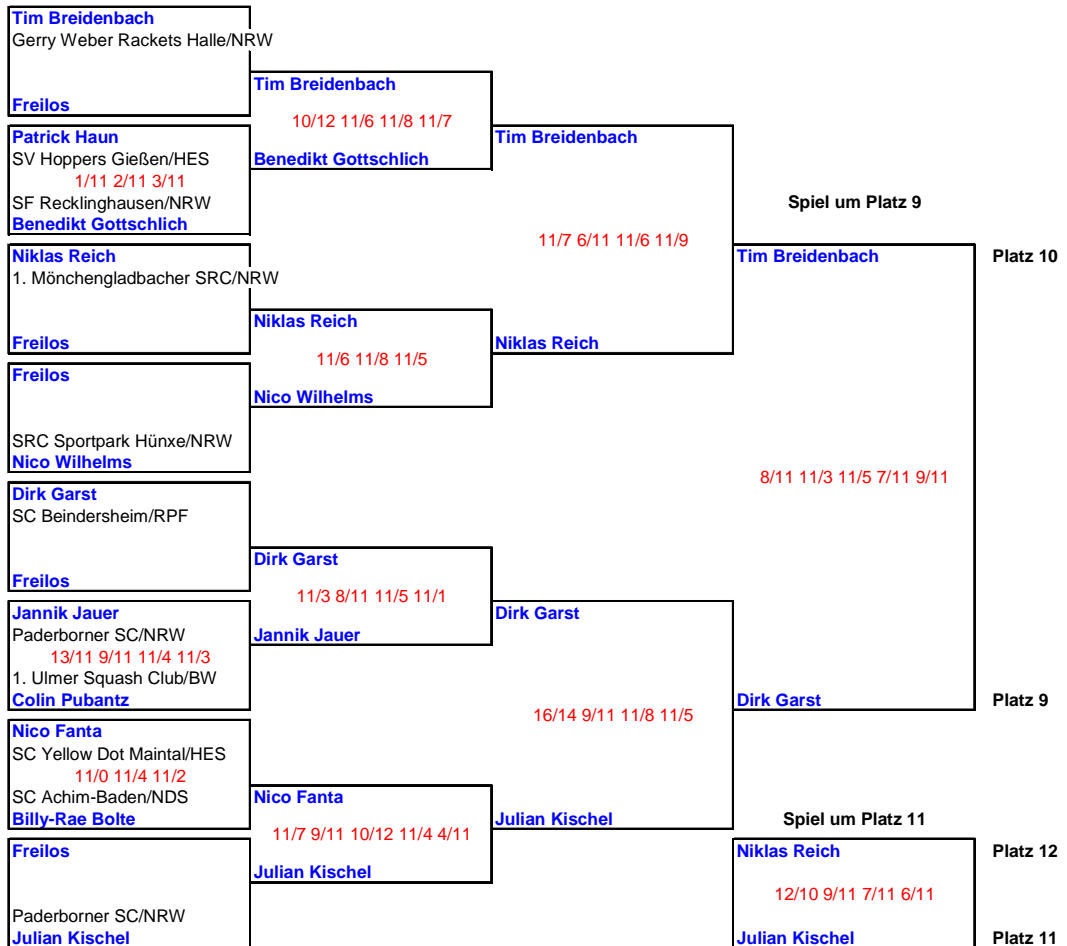 Tim Breidenbach
Gerry Weber Rackets Halle/NRW
Freilos
Patrick Haun
SV Hoppers Gießen/HES
1/11 2/11 3/11
SF Recklinghausen/NRW
Benedikt Gottschlich
Niklas Reich
1. Mönchengladbacher SRC/NRW
Freilos
Freilos
SRC Sportpark Hünxe/NRW
Nico Wilhelms
Dirk Garst
SC Beindersheim/RPF
Freilos
Jannik Jauer
Paderborner SC/NRW
13/11 9/11 11/4 11/3
1. Ulmer Squash Club/BW
Colin Pubantz
Nico Fanta
SC Yellow Dot Maintal/HES
11/0 11/4 11/2
SC Achim-Baden/NDS
Billy-Rae Bolte
Freilos
Paderborner SC/NRW
Julian Kischel
Tim Breidenbach
10/12 11/6 11/8 11/7
Benedikt Gottschlich
Niklas Reich
11/6 11/8 11/5
Nico Wilhelms
Dirk Garst
11/3 8/11 11/5 11/1
Jannik Jauer
Nico Fanta
11/7 9/11 10/12 11/4 4/11
Julian Kischel
Tim Breidenbach
11/7 6/11 11/6 11/9
Niklas Reich
Dirk Garst
16/14 9/11 11/8 11/5
Julian Kischel
Spiel um Platz 9
Tim Breidenbach
Platz 10
8/11 11/3 11/5 7/11 9/11
Dirk Garst
Platz 9
Spiel um Platz 11
Niklas Reich
Platz 12
12/10 9/11 7/11 6/11
Julian Kischel
Platz 11